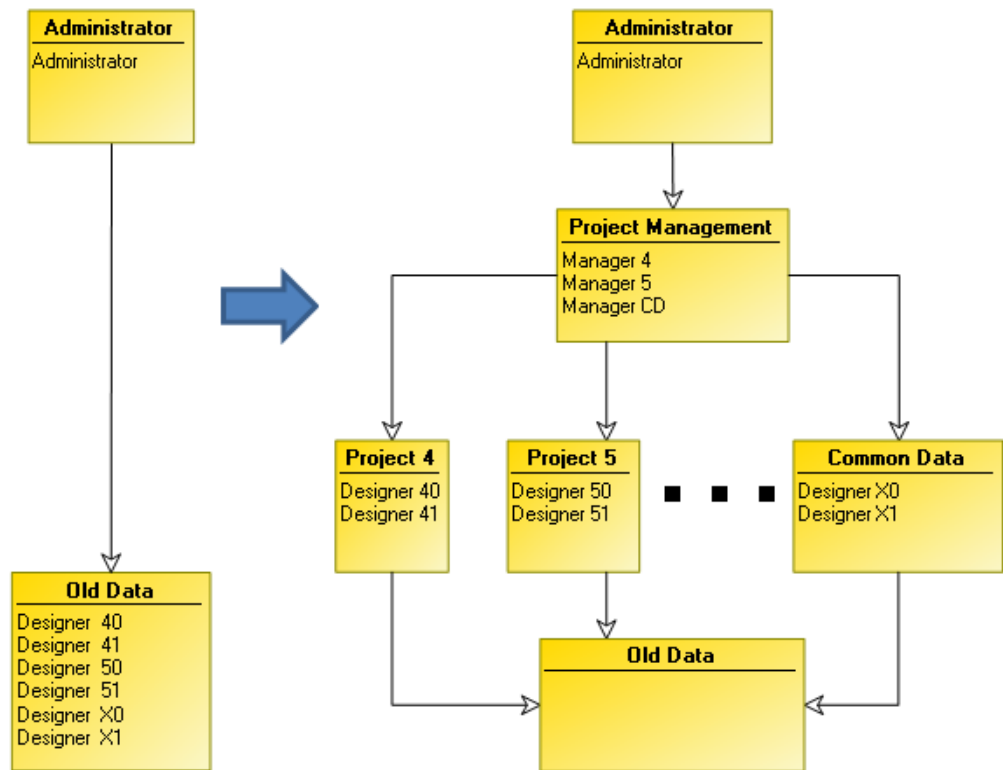 Administrator
Administrator
Old Data
Designer 40
Designer 41
Designer 50
Designer 51
Designer X0
Designer X1
Administrator
Administrator
Project Management
Manager 4
Manager 5
Manager CD
Project 4
Designer 40
Designer 41
Project 5
Designer 50
Designer 51
Common Data
Designer X0
Designer X1
Old Data